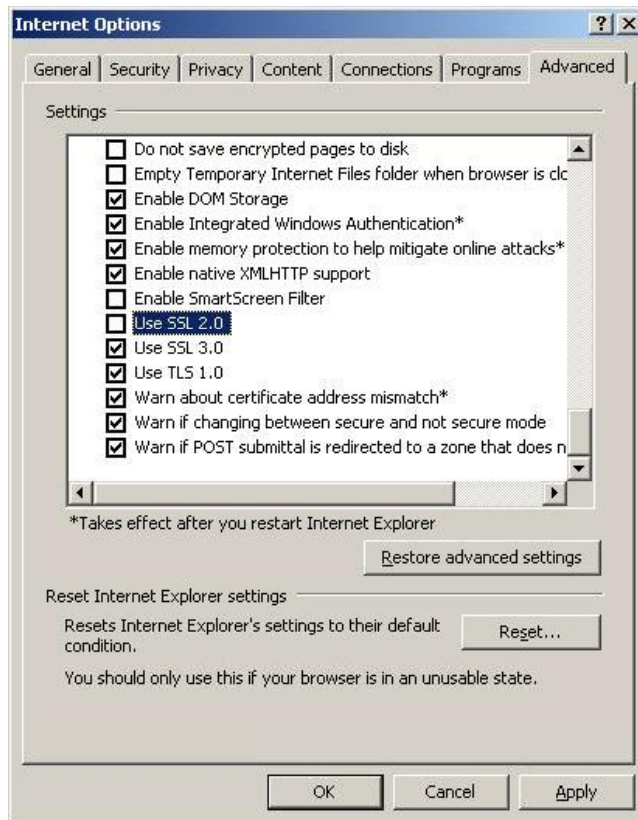 Internet Options
General Security Privacy Content Connections Programs Advanced
Settings
Do not save encrypted pages to disk
Empty Temporary Internet Files folder when browser is clo
Enable DOM Storage
Enable Integrated Windows Authentication*
Enable memory protection to help mitigate online attacks*
Enable native XMLHTTP support
Enable SmartScreen Filter
Use SSL 2.0
Use SSL 3.0
Use TLS 1.0
Warn about certificate address mismatch*
Warn if changing between secure and not secure mode
Warn if POST submittal is redirected to a zone that does n
*Takes effect after you restart Internet Explorer
Restore advanced settings
Reset Internet Explorer settings
Resets Internet Explorer's settings to their default
condition.
Reset...
You should only use this if your browser is in an unusable state.
OK Cancel Apply